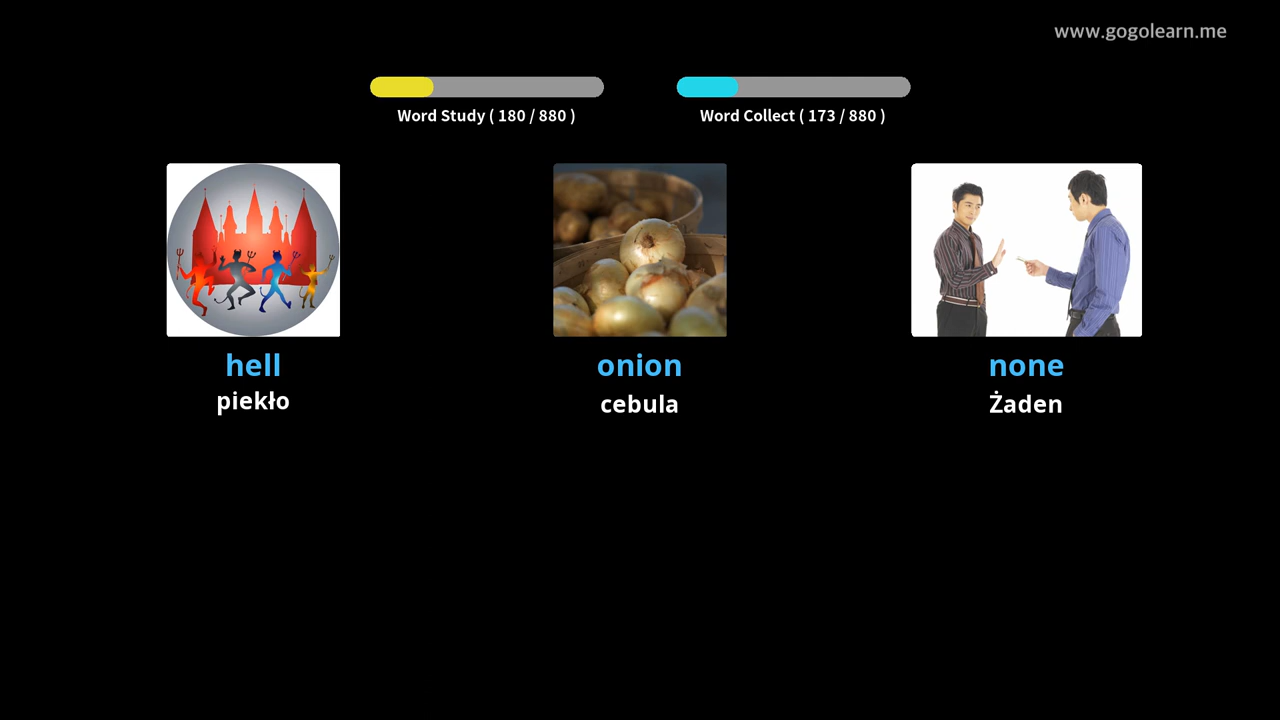 www.gogolearn.me
Word Study ( 180 / 880 )
Word Collect ( 173 / 880 )
hell
piekło
onion
cebula
none
Żaden